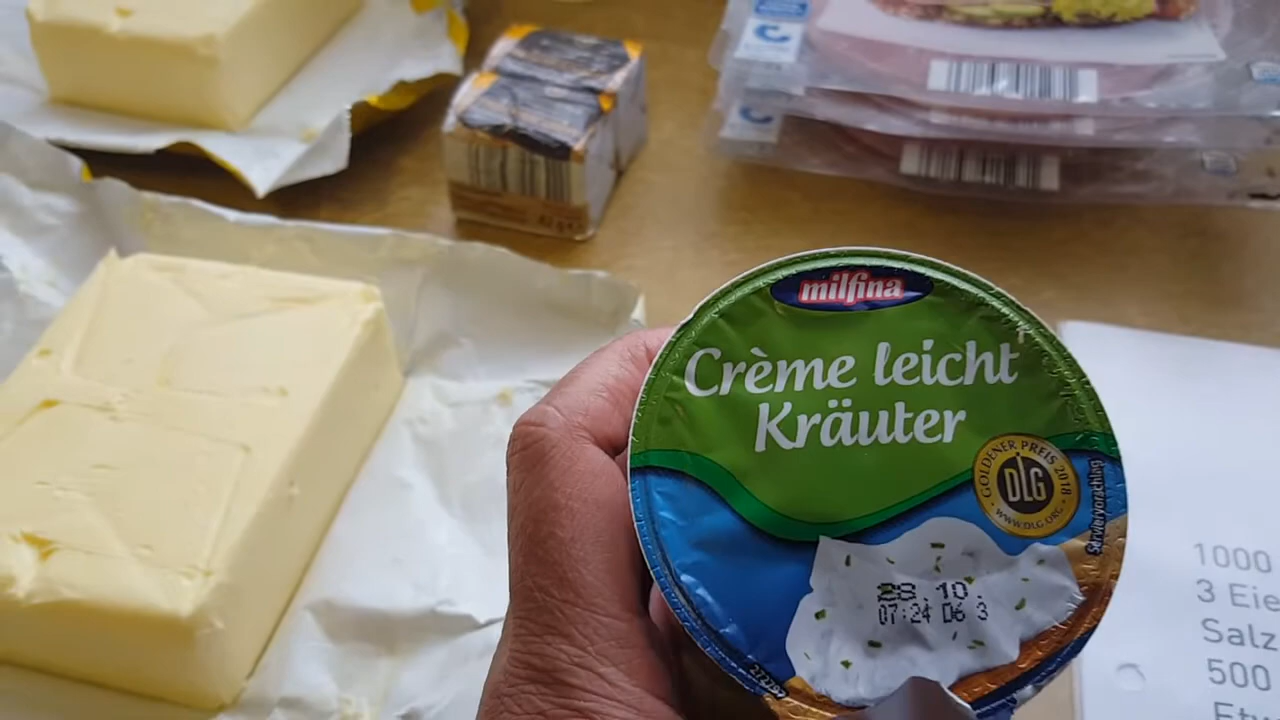 milfina
Crème leicht
Kräuter
GOLDENER PREIS 2018
DLG
WWW.DLG.ORG
Serviervorschlag
28.10.
07:24 D6 3
1000
3 Eie
Salz
500